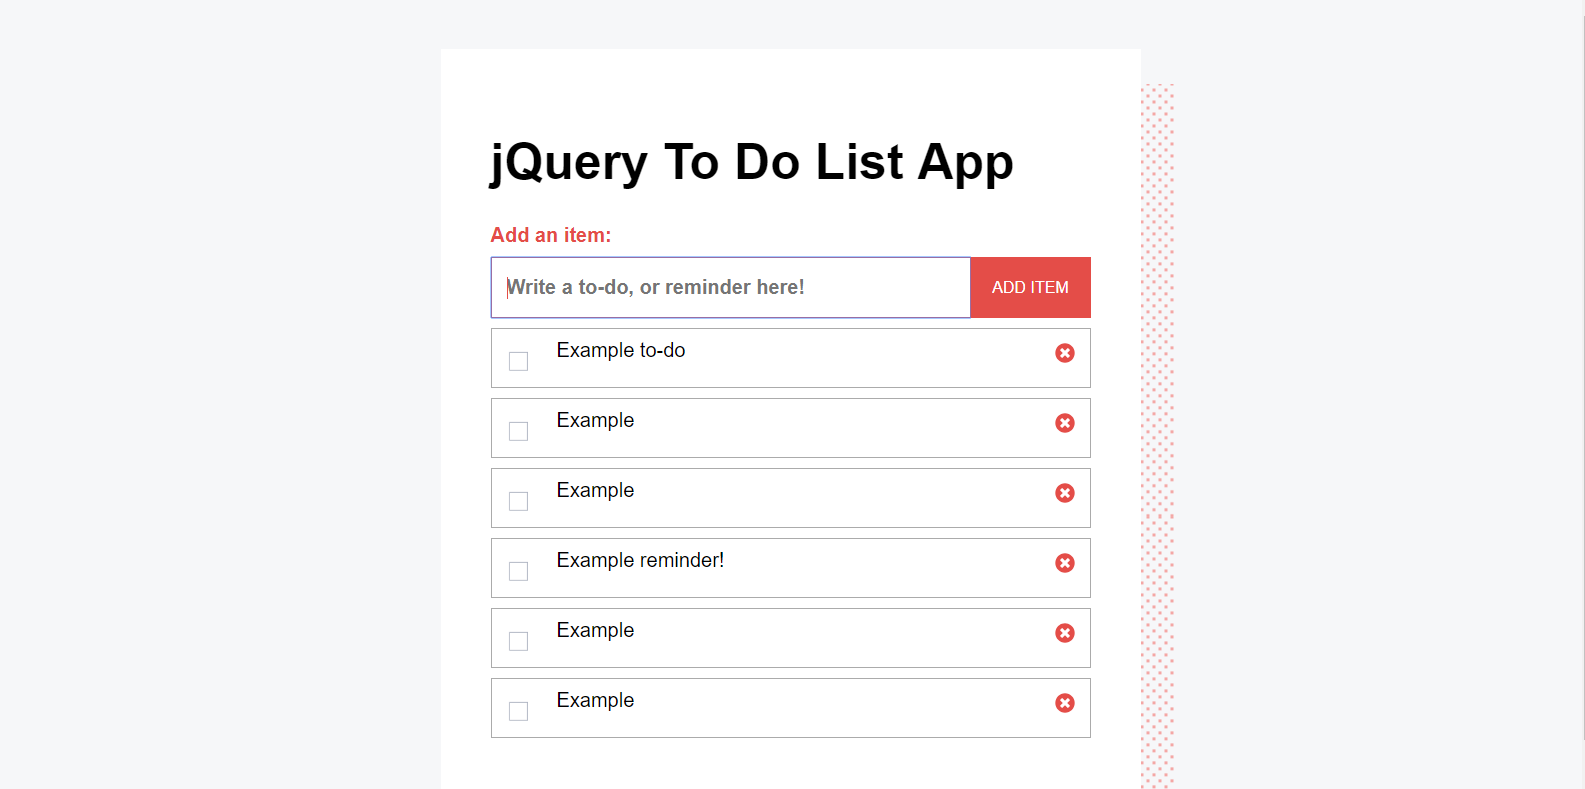 jQuery To Do List App
Add an item:
Write a to-do, or reminder here!
ADD ITEM
Example to-do
Example
Example
Example reminder!
Example
Example